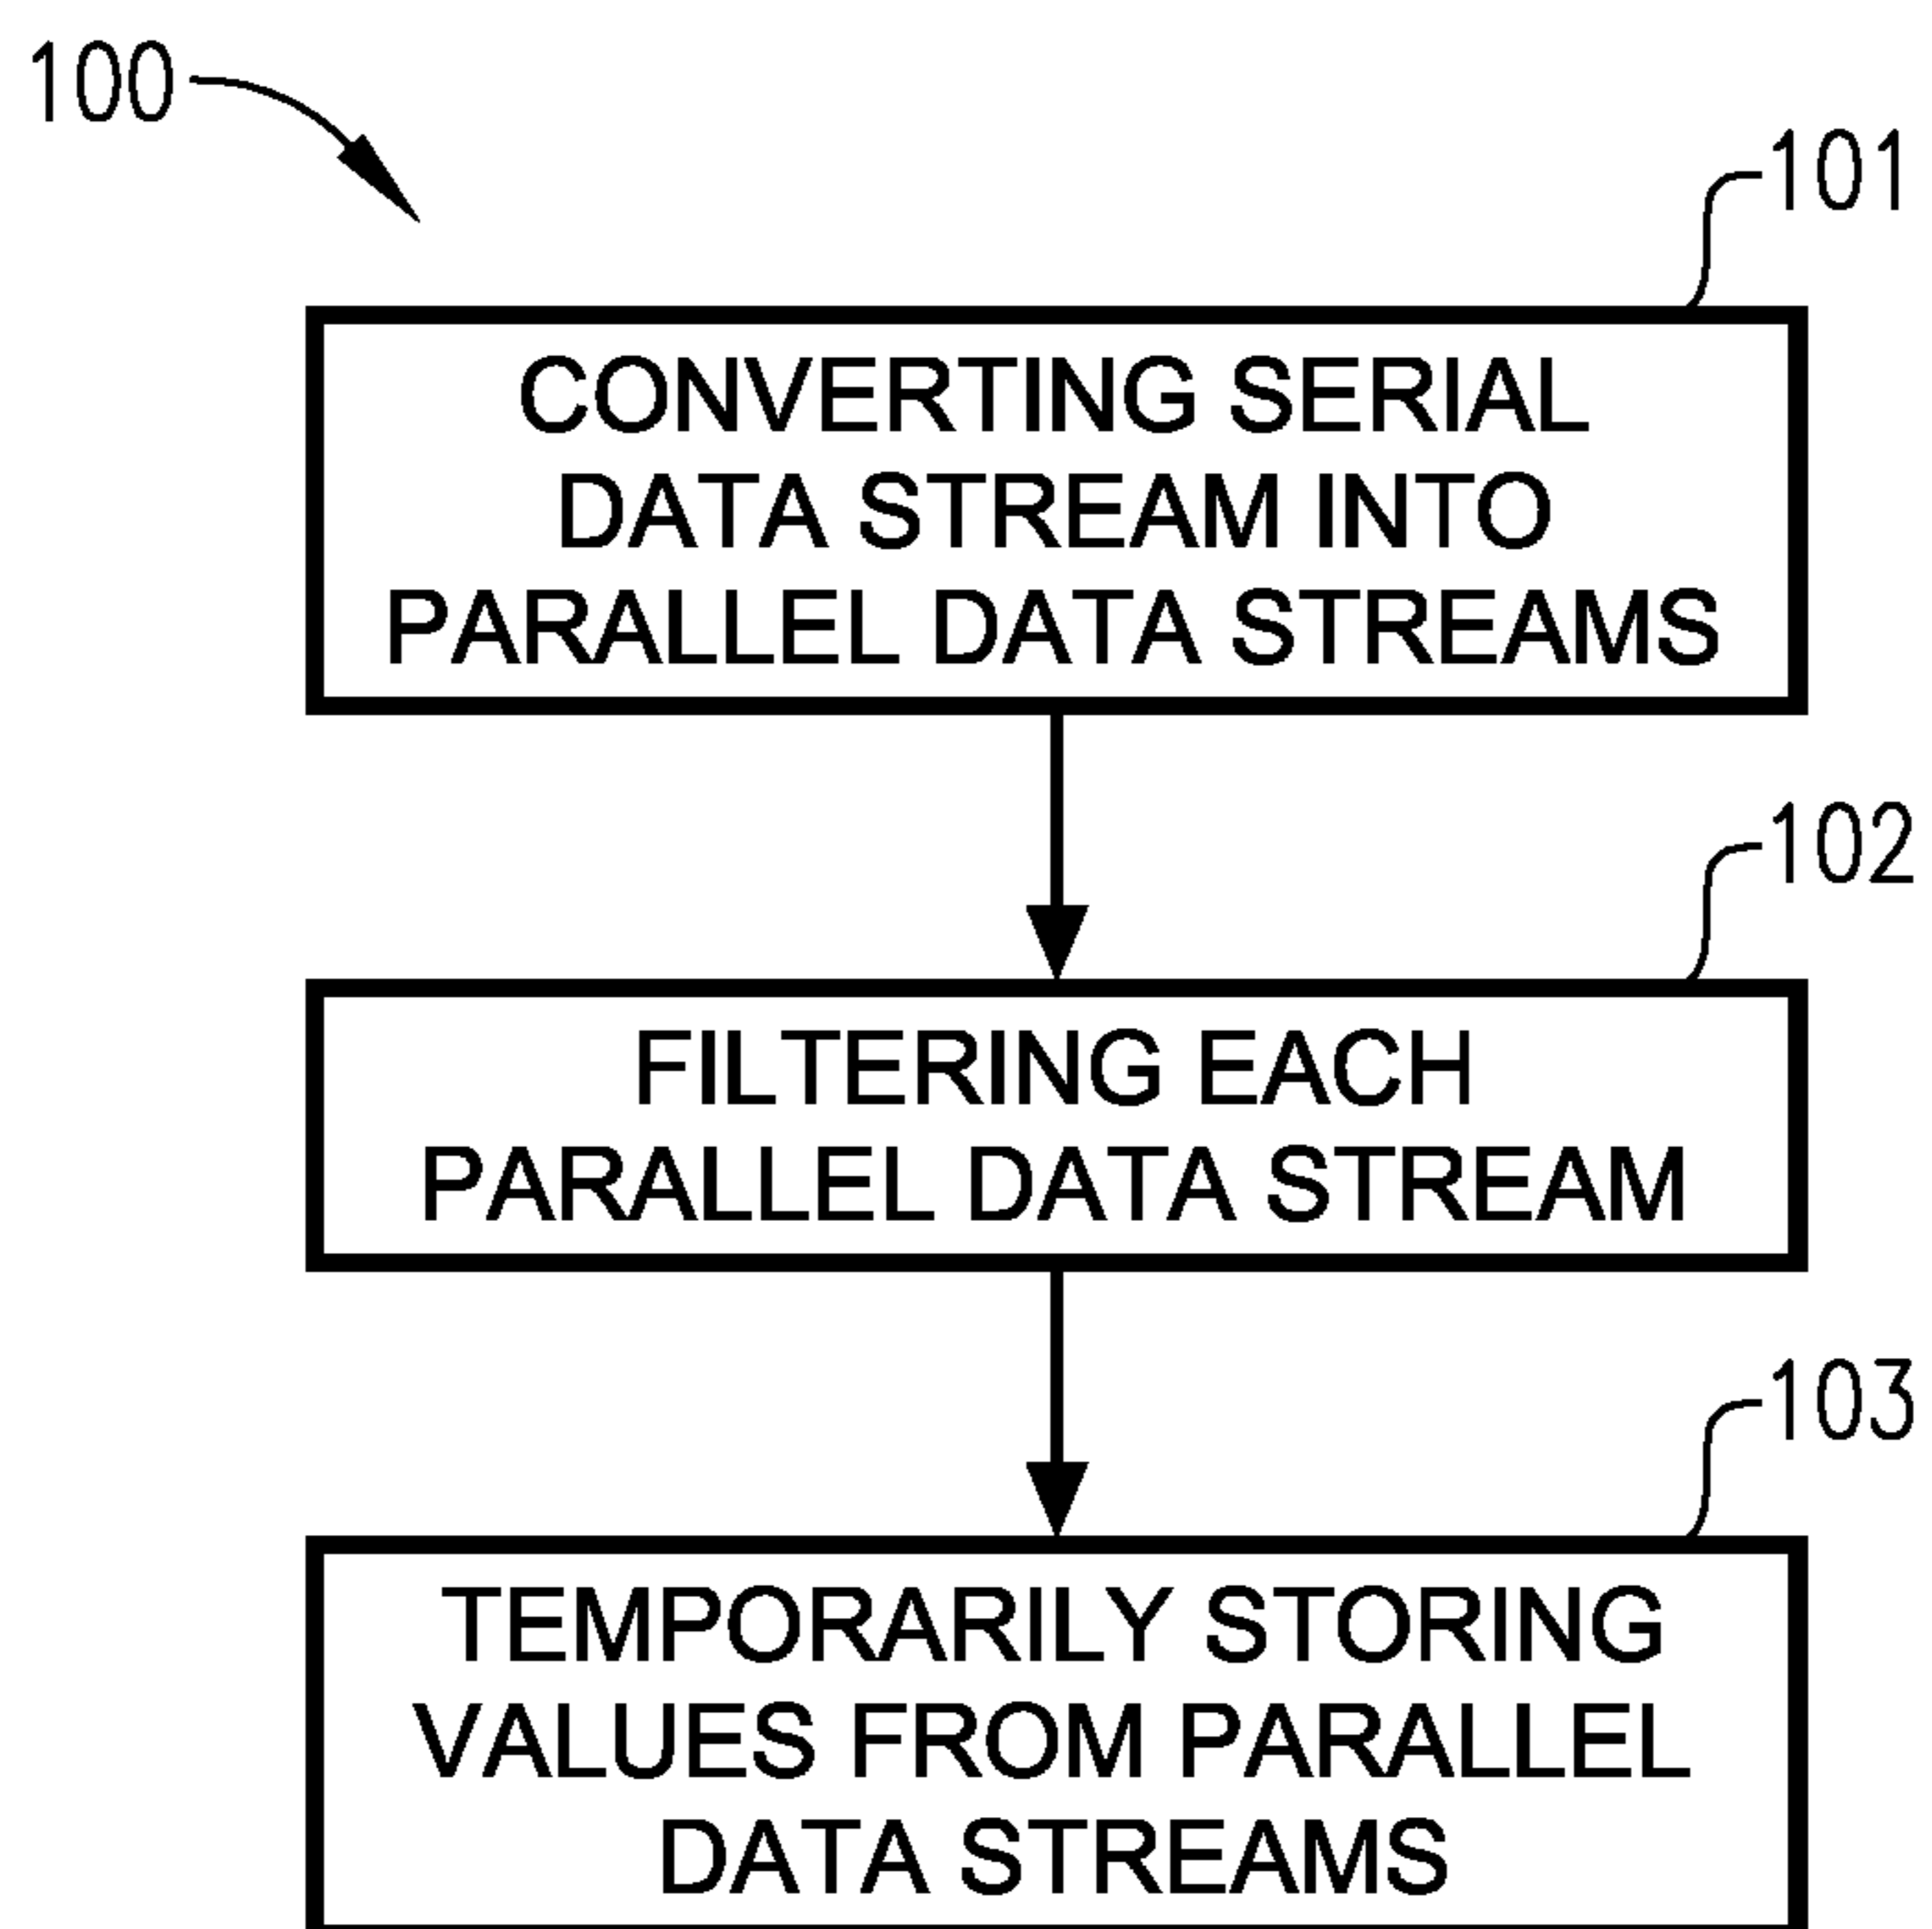 100
101
CONVERTING SERIAL
DATA STREAM INTO
PARALLEL DATA STREAMS
102
FILTERING EACH
PARALLEL DATA STREAM
103
TEMPORARILY STORING
VALUES FROM PARALLEL
DATA STREAMS